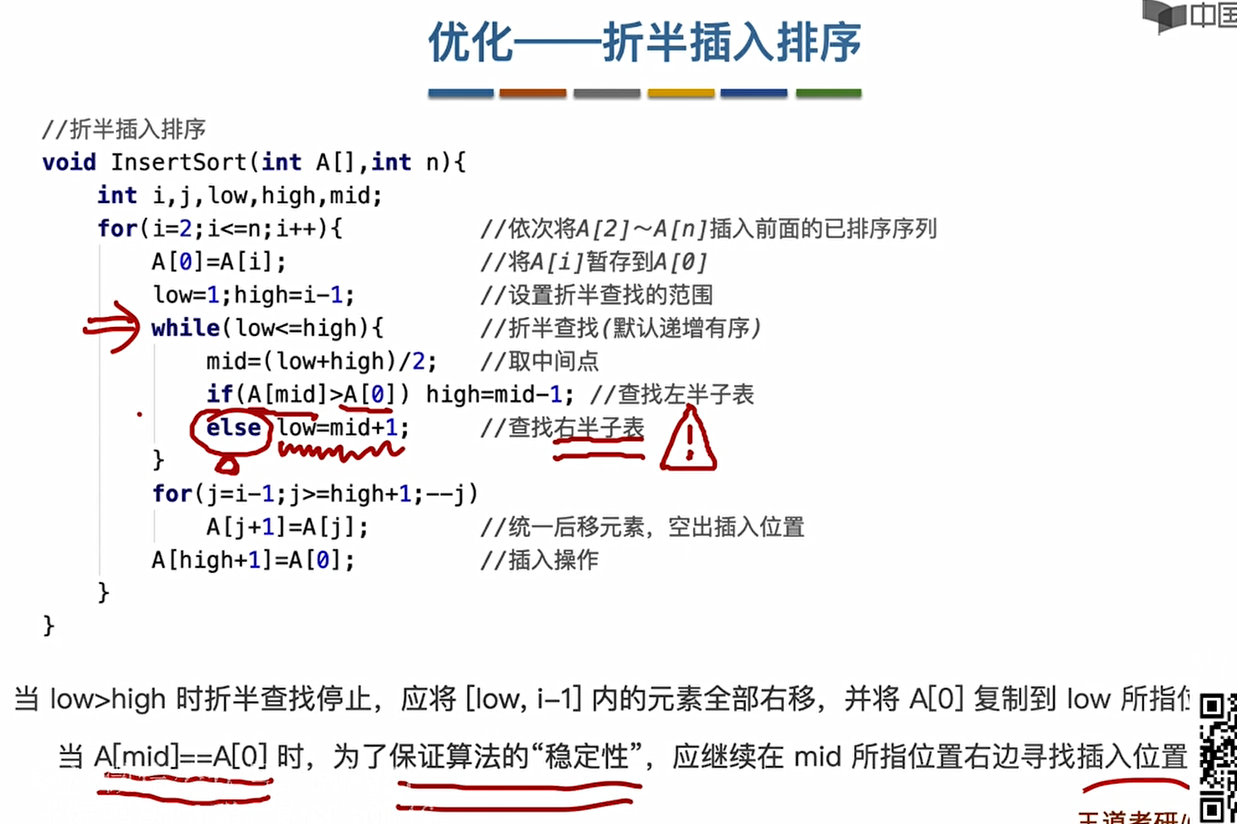 中国
优化——折半插入排序
//折半插入排序
void InsertSort(int A[],int n){
int i,j,low,high,mid;
for(i=2;i<=n;i++){ //依次将A[2]～A[n]插入前面的已排序序列
A[0]=A[i]; //将A[i]暂存到A[0]
low=1;high=i-1; //设置折半查找的范围
while(low<=high){ //折半查找(默认递增有序)
mid=(low+high)/2; //取中间点
if(A[mid]>A[0]) high=mid-1; //查找左半子表
else low=mid+1; //查找右半子表
}
for(j=i-1;j>=high+1;--j)
A[j+1]=A[j]; //统一后移元素，空出插入位置
A[high+1]=A[0]; //插入操作
}
}
当 low>high 时折半查找停止，应将 [low, i-1] 内的元素全部右移，并将 A[0] 复制到 low 所指
当 A[mid]==A[0] 时，为了保证算法的“稳定性”，应继续在 mid 所指位置右边寻找插入位置
王道考研